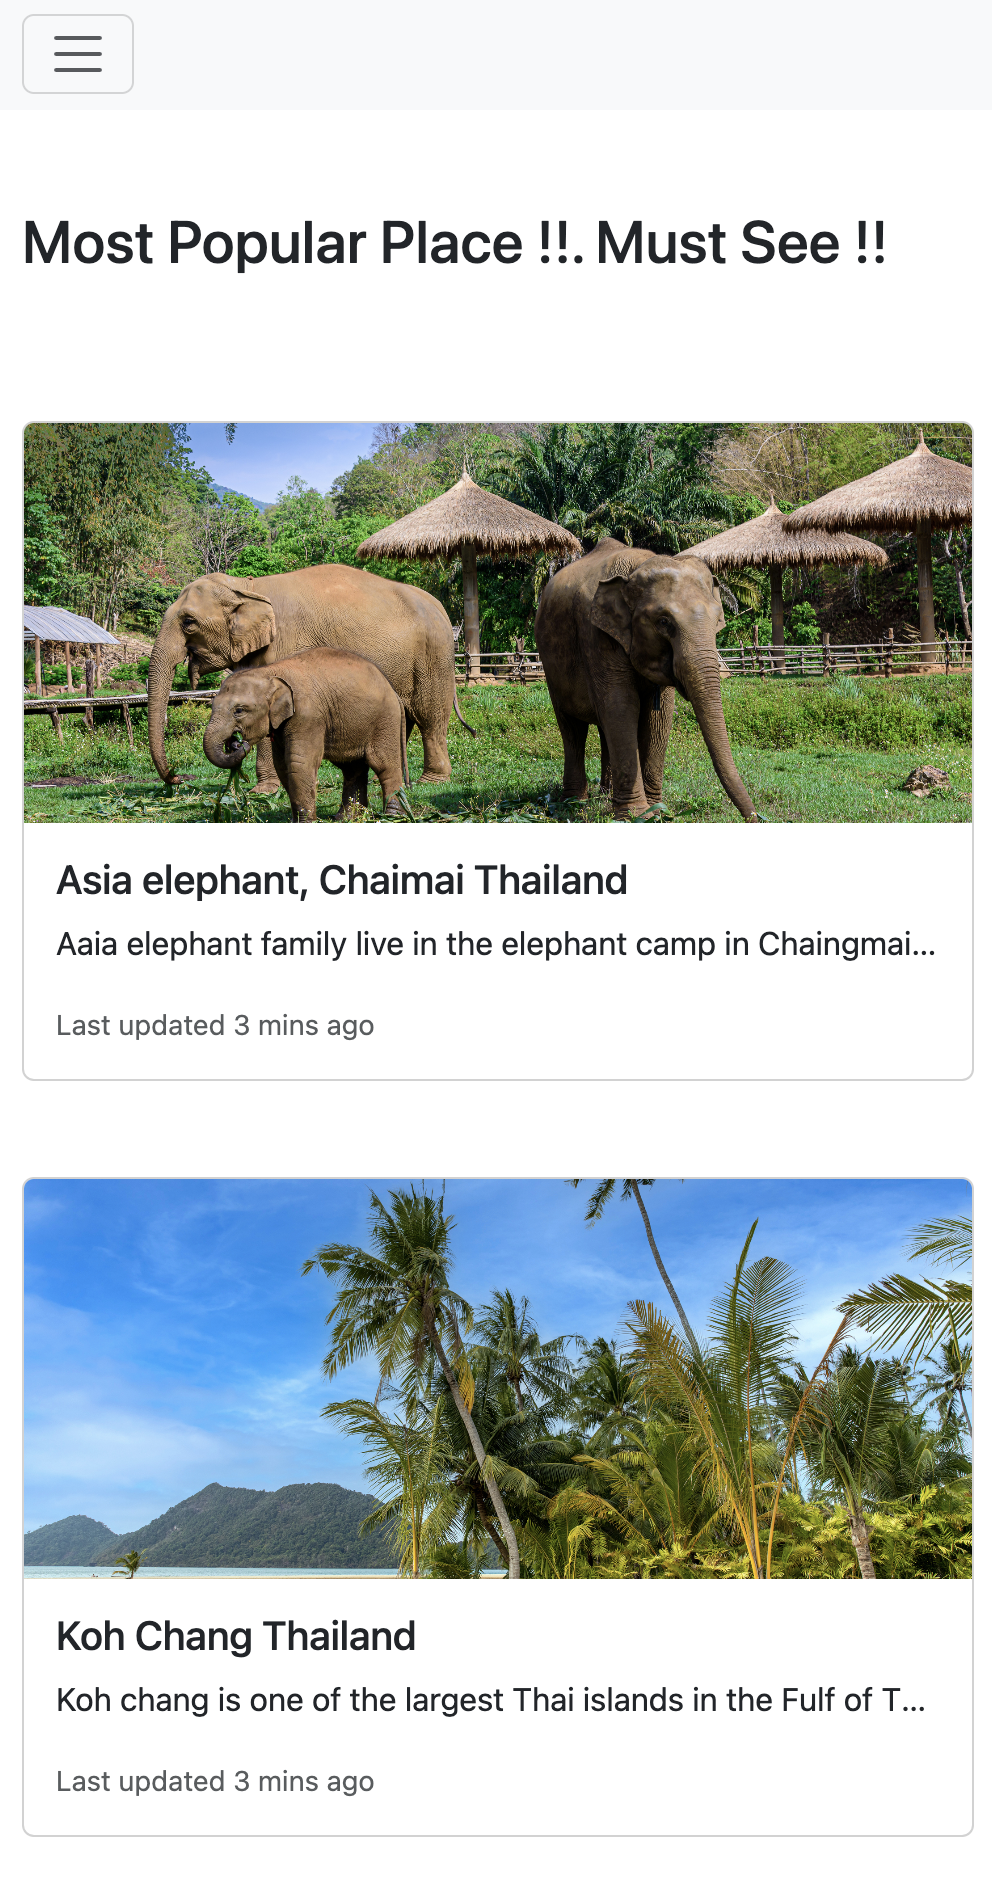 Most Popular Place !!. Must See !!
Asia elephant, Chaimai Thailand
Aaia elephant family live in the elephant camp in Chaingmai...
Last updated 3 mins ago
Koh Chang Thailand
Koh chang is one of the largest Thai islands in the Fulf of T...
Last updated 3 mins ago